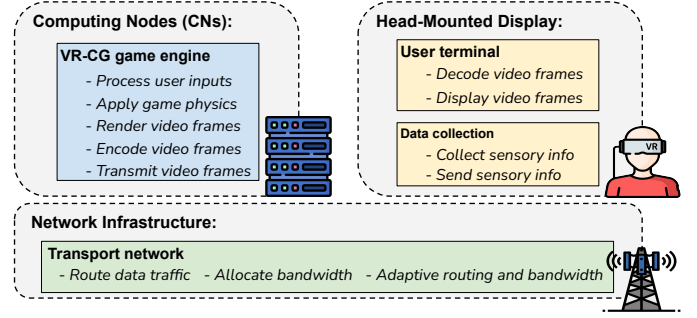 Computing Nodes (CNs):
VR-CG game engine
- Process user inputs
- Apply game physics
- Render video frames
- Encode video frames
- Transmit video frames
Head-Mounted Display:
User terminal
- Decode video frames
- Display video frames
Data collection
- Collect sensory info
- Send sensory info
VR
Network Infrastructure:
Transport network
- Route data traffic - Allocate bandwidth - Adaptive routing and bandwidth